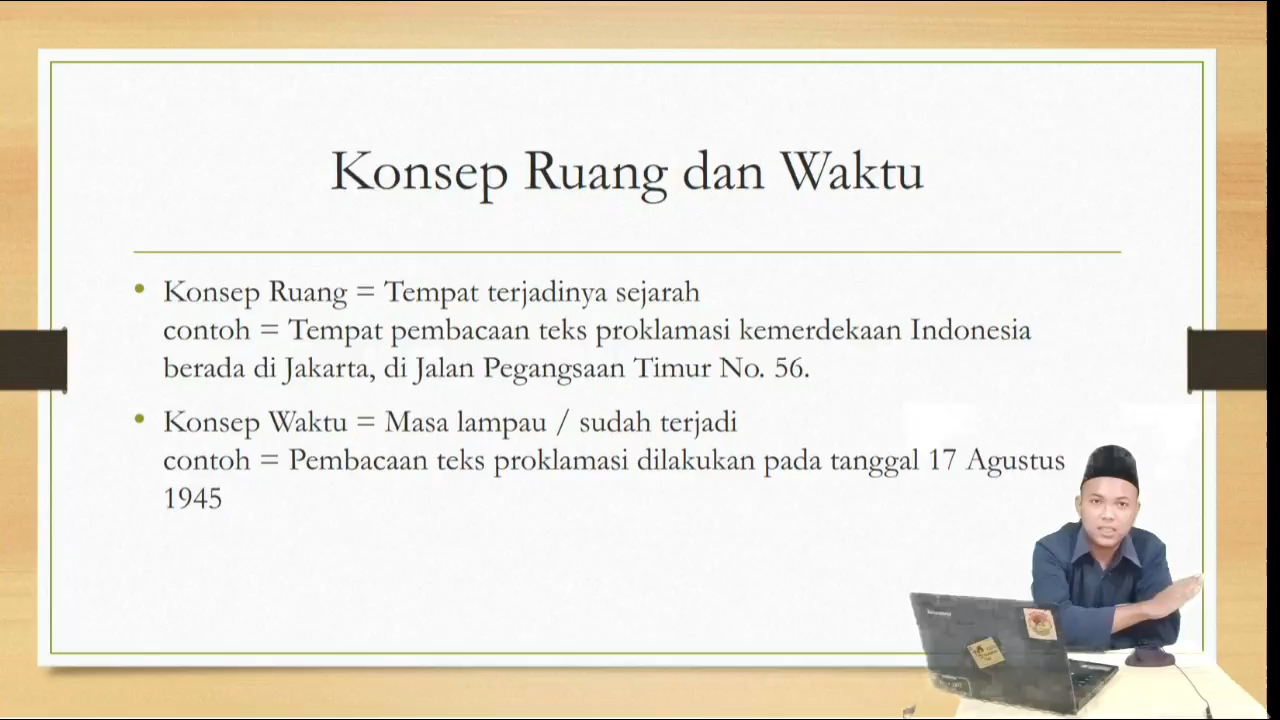 Konsep Ruang dan Waktu
• Konsep Ruang = Tempat terjadinya sejarah
contoh = Tempat pembacaan teks proklamasi kemerdekaan Indonesia
berada di Jakarta, di Jalan Pegangsaan Timur No. 56.
• Konsep Waktu = Masa lampau / sudah terjadi
contoh = Pembacaan teks proklamasi dilakukan pada tanggal 17 Agustus
1945